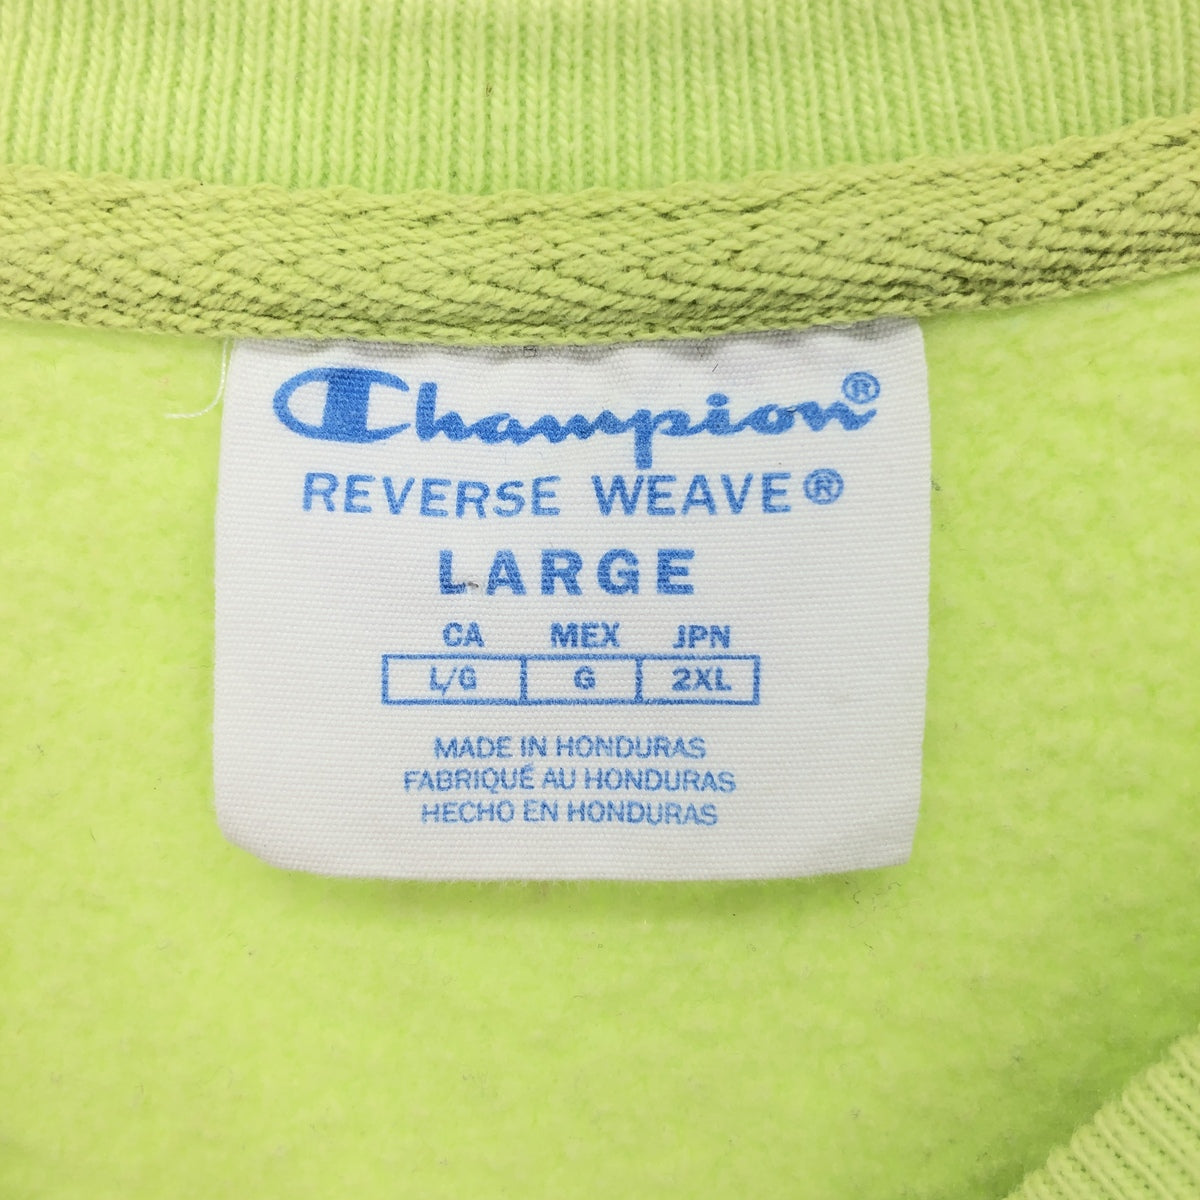 Champion®
REVERSE WEAVE®
LARGE
CA MEX JPN
L/G G 2XL
MADE IN HONDURAS
FABRIQUÉ AU HONDURAS
HECHO EN HONDURAS